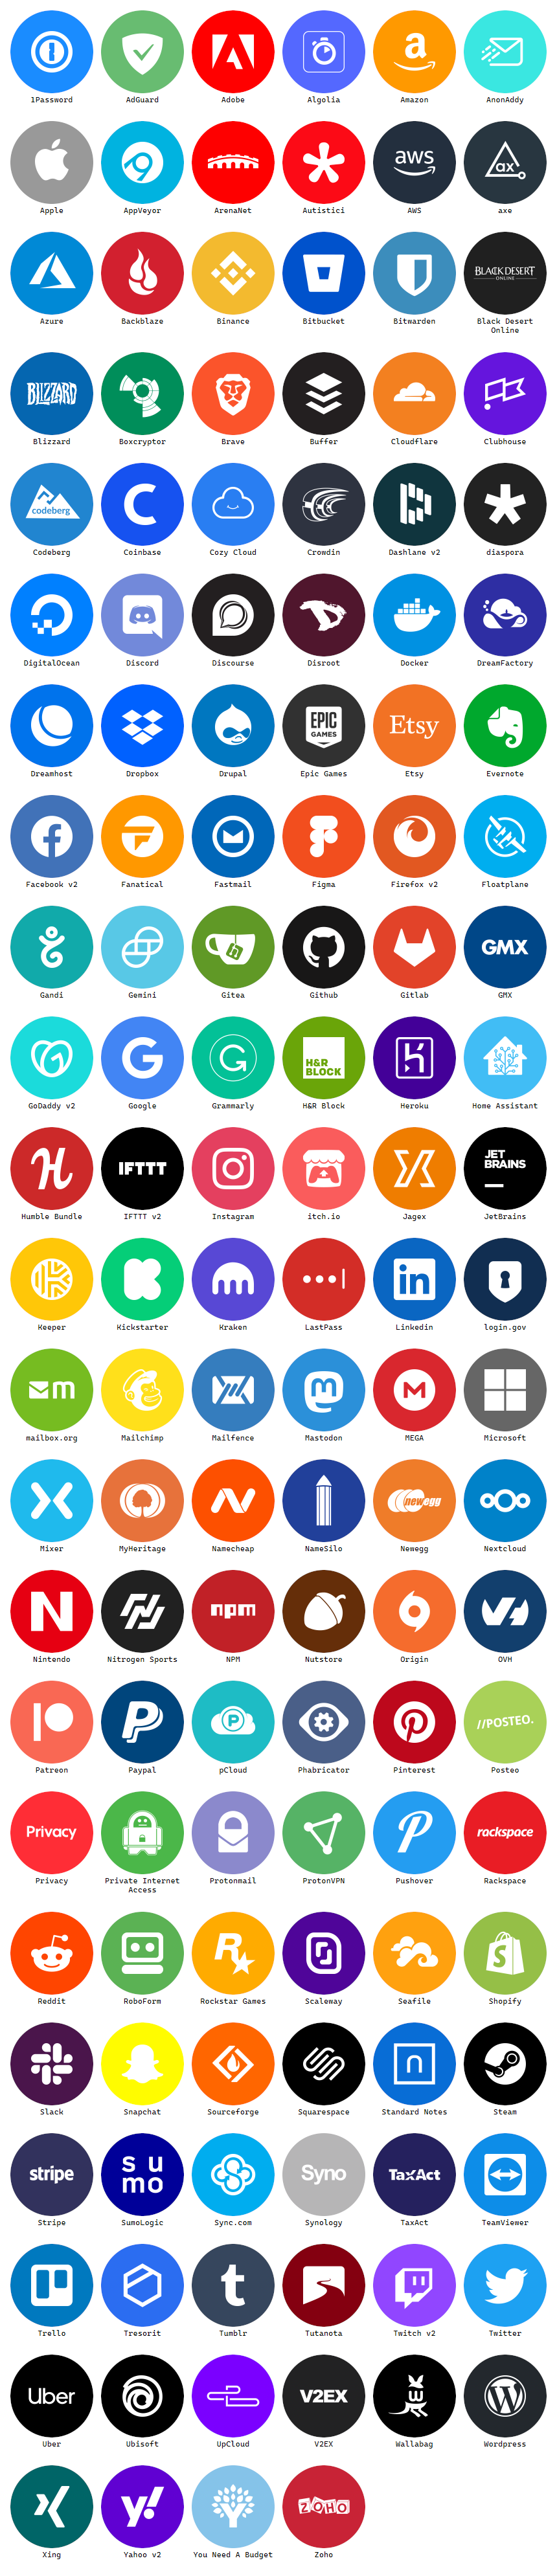 1Password AdGuard Adobe Algolia Amazon AnonAddy
aws ax
Apple AppVeyor ArenaNet Autistici AWS axe
BLACK DESERT
ONLINE
Azure Backblaze Binance Bitbucket Bitwarden Black Desert
Online
BLIZZARD
Blizzard Boxcryptor Brave Buffer Cloudflare Clubhouse
codeberg
Codeberg Coinbase Cozy Cloud Crowdin Dashlane v2 diaspora
DigitalOcean Discord Discourse Disroot Docker DreamFactory
EPIC
GAMES
Etsy
Dreamhost Dropbox Drupal Epic Games Etsy Evernote
Facebook v2 Fanatical Fastmail Figma Firefox v2 Floatplane
GMX
Gandi Gemini Gitea Github Gitlab GMX
G G H&R
BLOCK
GoDaddy v2 Google Grammarly H&R Block Heroku Home Assistant
H IFTTT JET
BRAINS
Humble Bundle IFTTT v2 Instagram itch.io Jagex JetBrains
in
Keeper Kickstarter Kraken LastPass Linkedin login.gov
m m M
mailbox.org Mailchimp Mailfence Mastodon MEGA Microsoft
newegg
Mixer MyHeritage Namecheap NameSilo Newegg Nextcloud
N npm
Nintendo Nitrogen Sports NPM Nutstore Origin OVH
P P //POSTEO.
Patreon Paypal pCloud Phabricator Pinterest Posteo
Privacy rackspace
Privacy Private Internet
Access Protonmail ProtonVPN Pushover Rackspace
R S
Reddit RoboForm Rockstar Games Scaleway Seafile Shopify
n
Slack Snapchat Sourceforge Squarespace Standard Notes Steam
stripe su
mo
Syno TaxAct
Stripe SumoLogic Sync.com Synology TaxAct TeamViewer
t
Trello Tresorit Tumblr Tutanota Twitch v2 Twitter
Uber V2EX W
Uber Ubisoft UpCloud V2EX Wallabag Wordpress
y! ZOHO
Xing Yahoo v2 You Need A Budget Zoho